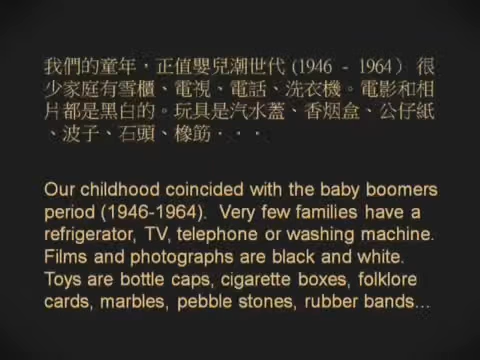 我們的童年，正值嬰兒潮世代 (1946 - 1964） 很
少家庭有雪櫃、電視、電話、洗衣機。電影和相
片都是黑白的。玩具是汽水蓋、香烟盒、公仔紙
、波子、石頭、橡筋．．．
Our childhood coincided with the baby boomers
period (1946-1964).  Very few families have a
refrigerator, TV, telephone or washing machine.
Films and photographs are black and white.
Toys are bottle caps, cigarette boxes, folklore
cards, marbles, pebble stones, rubber bands...